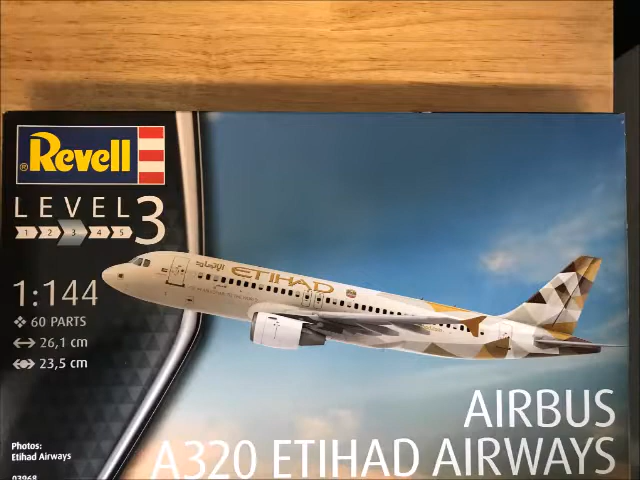 ® Revell
LEVEL 3
1 2 3 4 5
1:144
60 PARTS
26,1 cm
23,5 cm
Photos:
Etihad Airways
03968
الإتحاد
ETIHAD
AIRBUS
A320 ETIHAD AIRWAYS